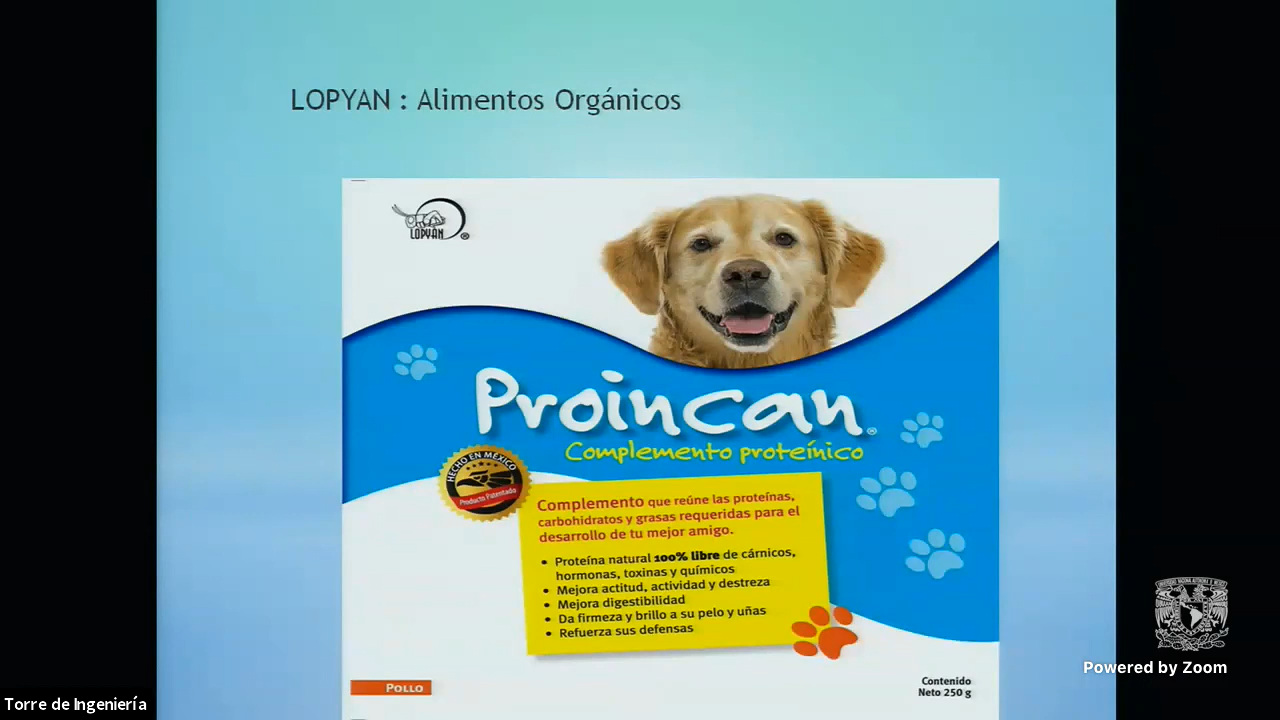 LOPYAN : Alimentos Orgánicos
LOPYAN ®
Proincan®
Complemento proteínico
HECHO EN MÉXICO
Producto Patentado
Complemento que reúne las proteínas,
carbohidratos y grasas requeridas para el
desarrollo de tu mejor amigo.
• Proteína natural 100% libre de cárnicos,
hormonas, toxinas y químicos
• Mejora actitud, actividad y destreza
• Mejora digestibilidad
• Da firmeza y brillo a su pelo y uñas
• Refuerza sus defensas
POLLO
Contenido
Neto 250 g
Powered by Zoom
Torre de Ingeniería